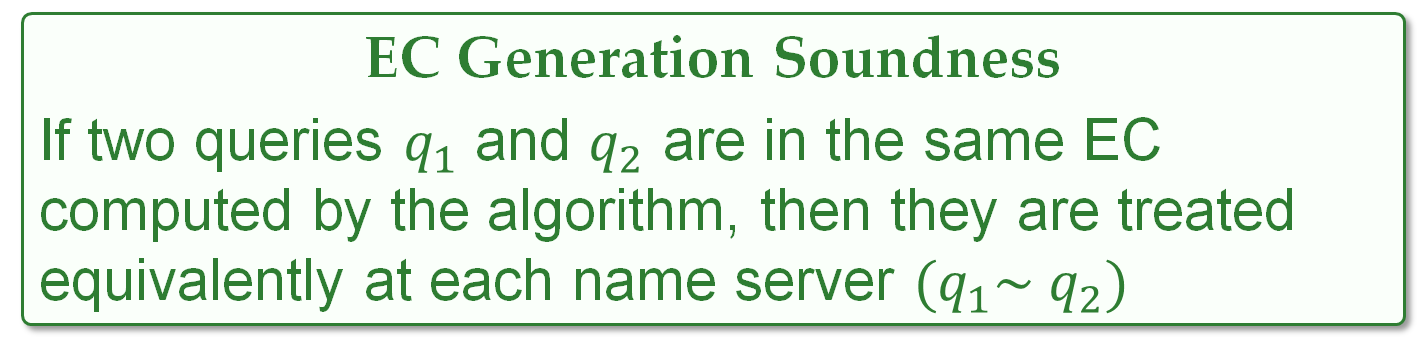 EC Generation Soundness
If two queries 𝑞₁ and 𝑞₂ are in the same EC
computed by the algorithm, then they are treated
equivalently at each name server (𝑞₁~ 𝑞₂)